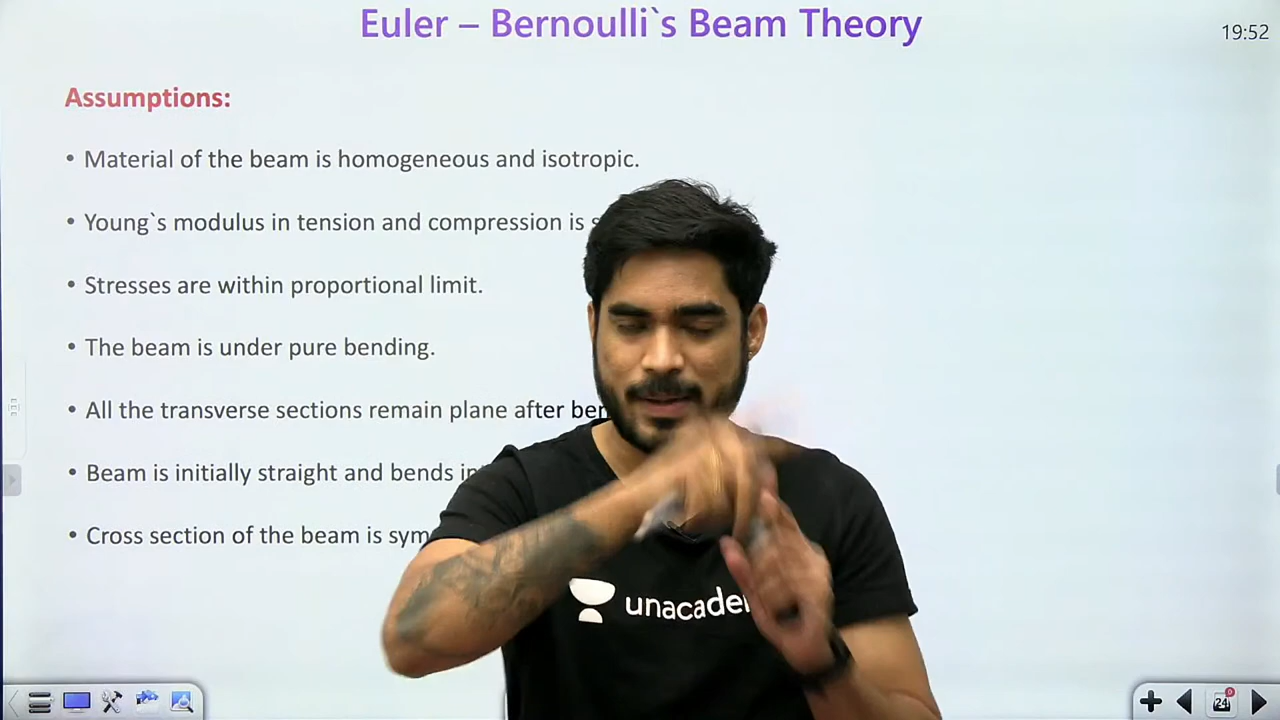 Euler – Bernoulli`s Beam Theory
19:52
Assumptions:
• Material of the beam is homogeneous and isotropic.
• Young`s modulus in tension and compression is
• Stresses are within proportional limit.
• The beam is under pure bending.
• All the transverse sections remain plane after
• Beam is initially straight and bends
• Cross section of the beam is
unacade
24
0